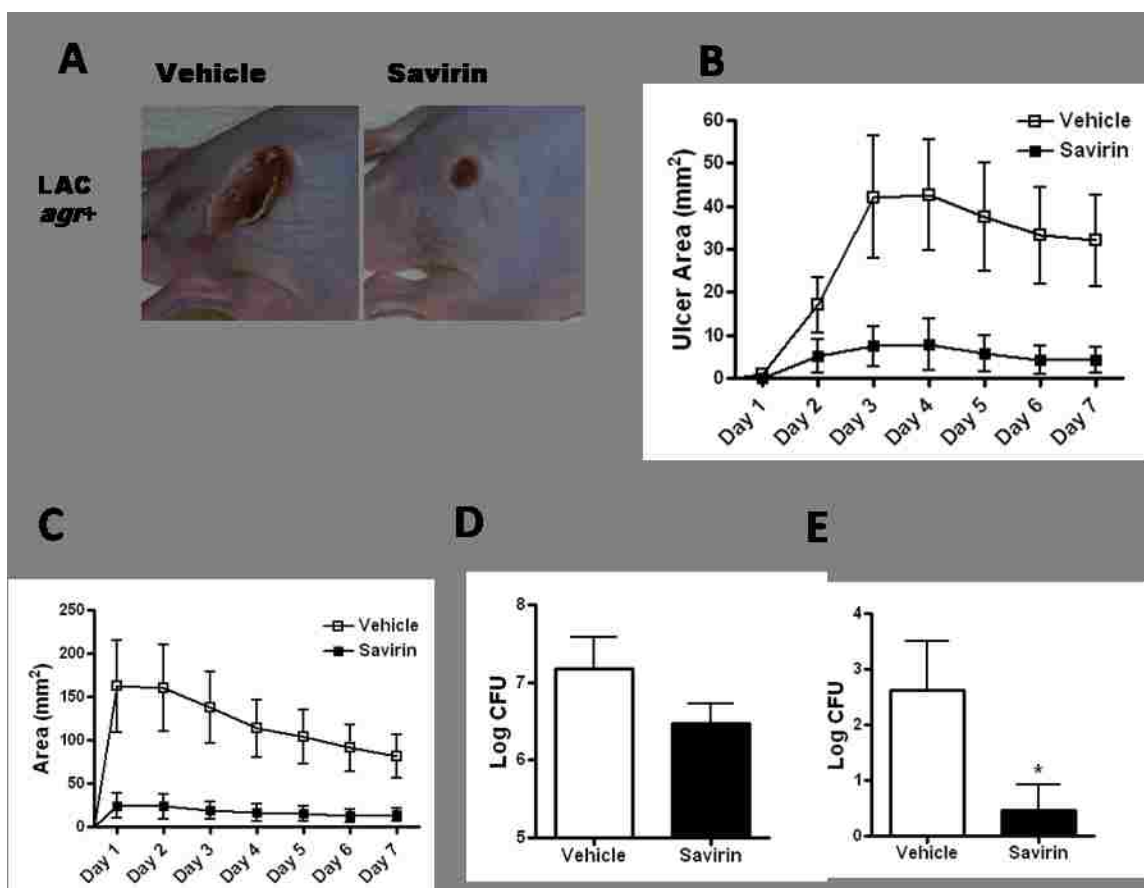 A
Vehicle
Savirin
LAC
agr+
B
Ulcer Area (mm²)
60
50
40
30
20
10
0
Vehicle
Savirin
Day 1
Day 2
Day 3
Day 4
Day 5
Day 6
Day 7
C
Area (mm²)
250
200
150
100
50
0
Vehicle
Savirin
Day 1
Day 2
Day 3
Day 4
Day 5
Day 6
Day 7
D
Log CFU
8
7
6
5
Vehicle
Savirin
E
Log CFU
4
3
2
1
0
*
Vehicle
Savirin